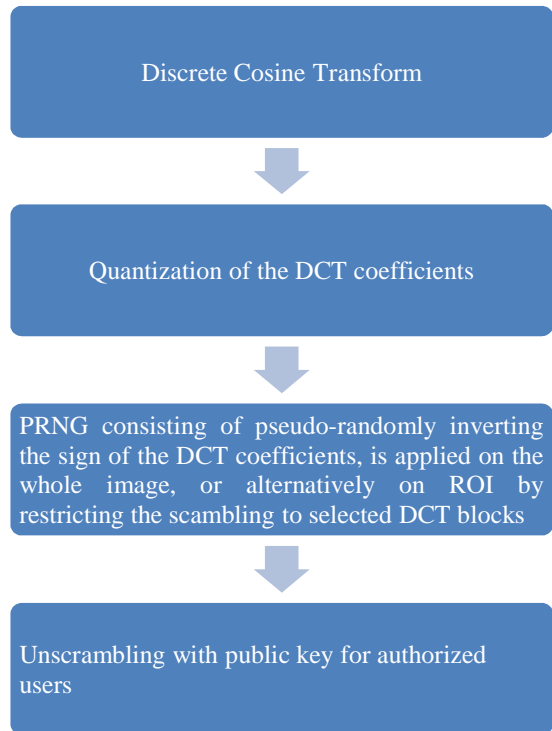 Discrete Cosine Transform
Quantization of the DCT coefficients
PRNG consisting of pseudo-randomly inverting
the sign of the DCT coefficients, is applied on the
whole image, or alternatively on ROI by
restricting the scambling to selected DCT blocks
Unscrambling with public key for authorized
users